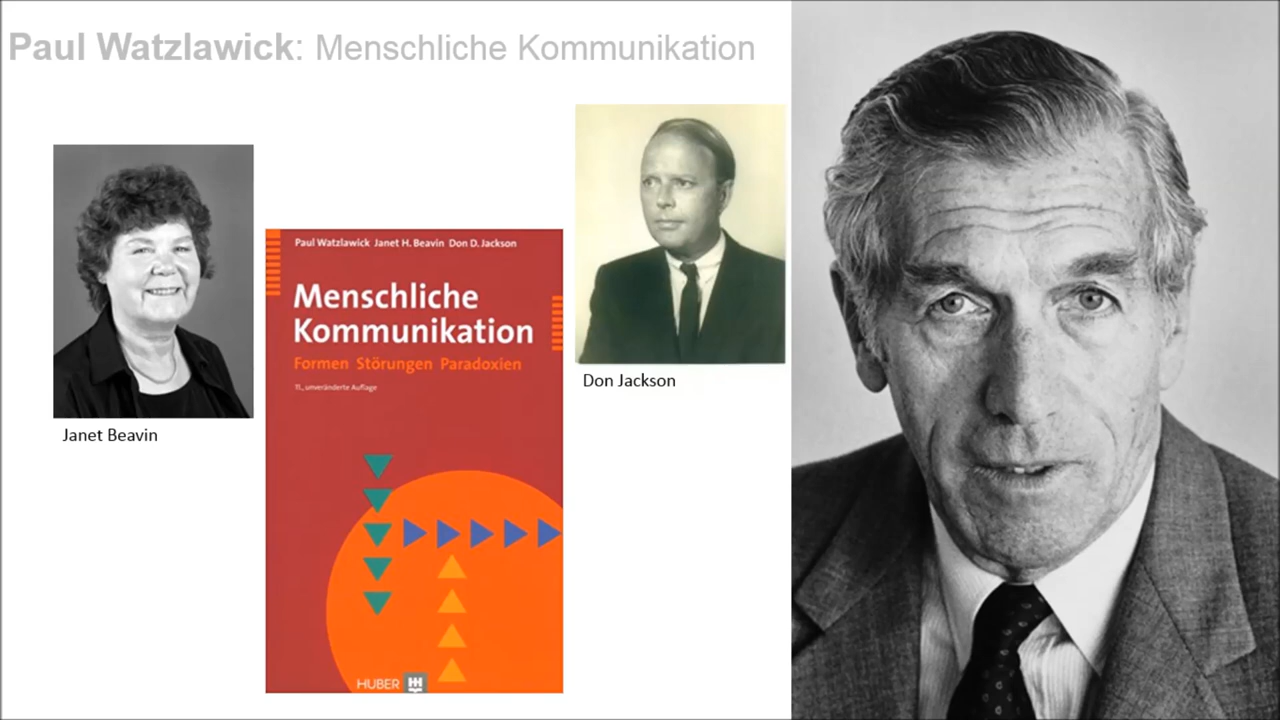 Paul Watzlawick: Menschliche Kommunikation
Paul Watzlawick Janet H. Beavin Don D. Jackson
Menschliche
Kommunikation
Formen Störungen Paradoxien
11., unveränderte Auflage
HUBER
Don Jackson
Janet Beavin